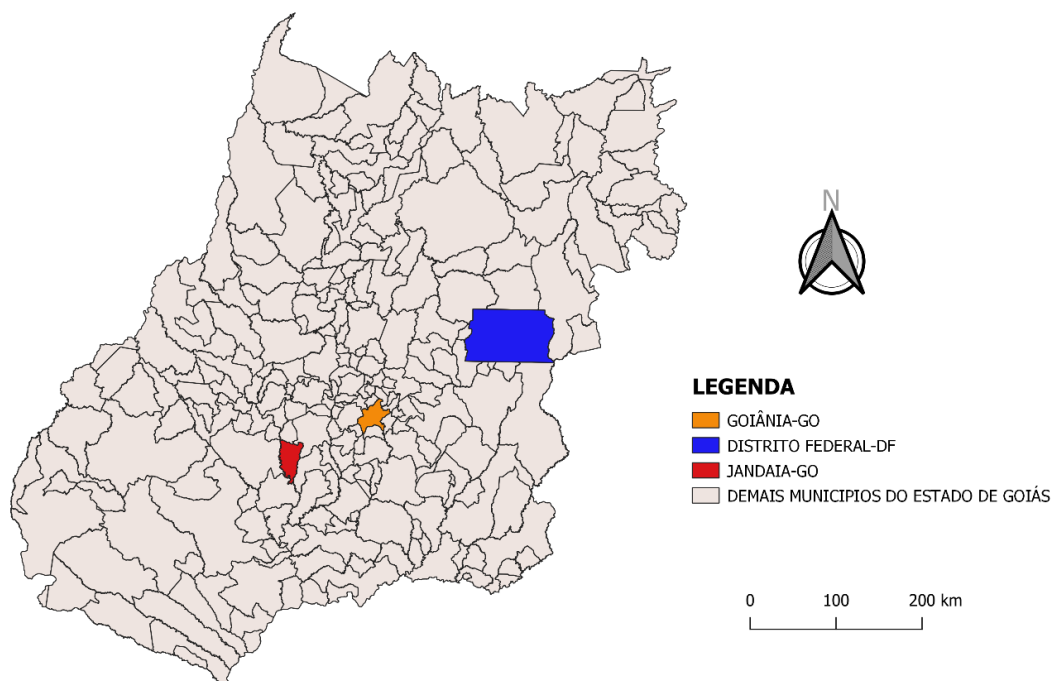 N
LEGENDA
GOIÂNIA-GO
DISTRITO FEDERAL-DF
JANDAIA-GO
DEMAIS MUNICIPIOS DO ESTADO DE GOIÁS
0 100 200 km